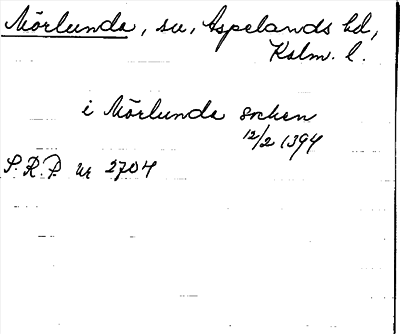 Mörlunda, sn, Aspelands hd,
Kalm. l.
i Mörlunda socken
12/2 1394
S.R.P. nr 2704